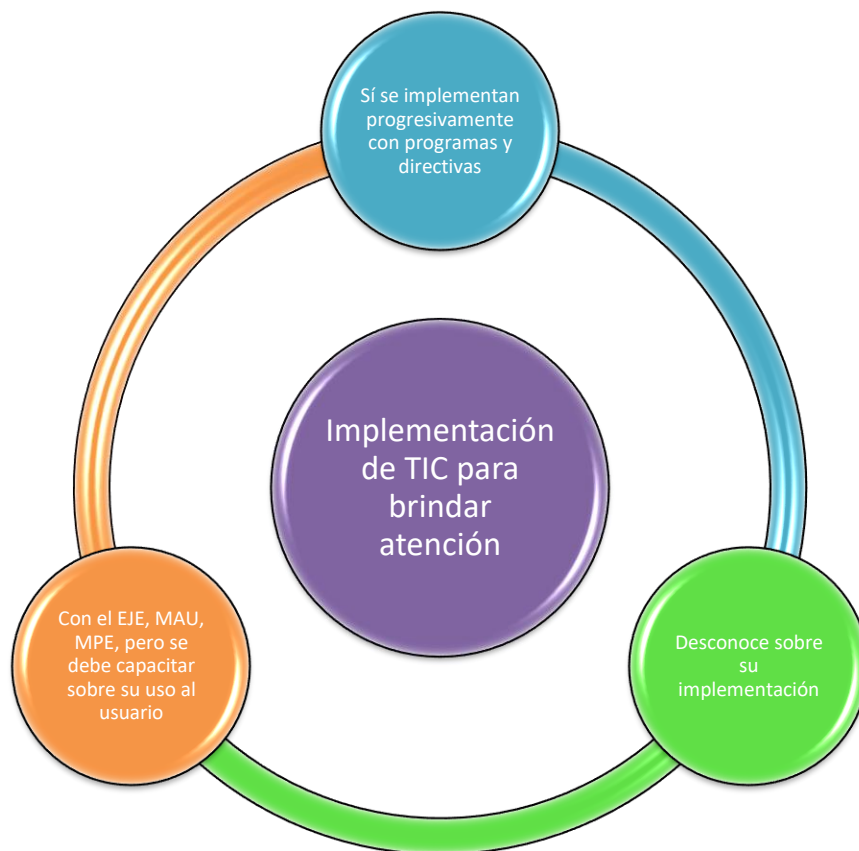 Sí se implementan
progresivamente
con programas y
directivas
Implementación
de TIC para
brindar
atención
Con el EJE, MAU,
MPE, pero se
debe capacitar
sobre su uso al
usuario
Desconoce sobre
su
implementación